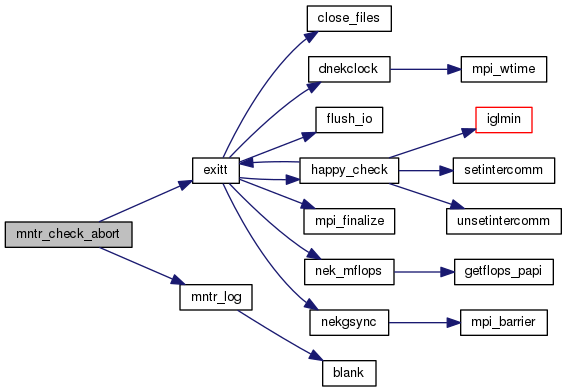 close_files
dnekclock
mpi_wtime
flush_io
iglmin
exitt
happy_check
setintercomm
mpi_finalize
unsetintercomm
mntr_check_abort
nek_mflops
getflops_papi
mntr_log
nekgsync
mpi_barrier
blank